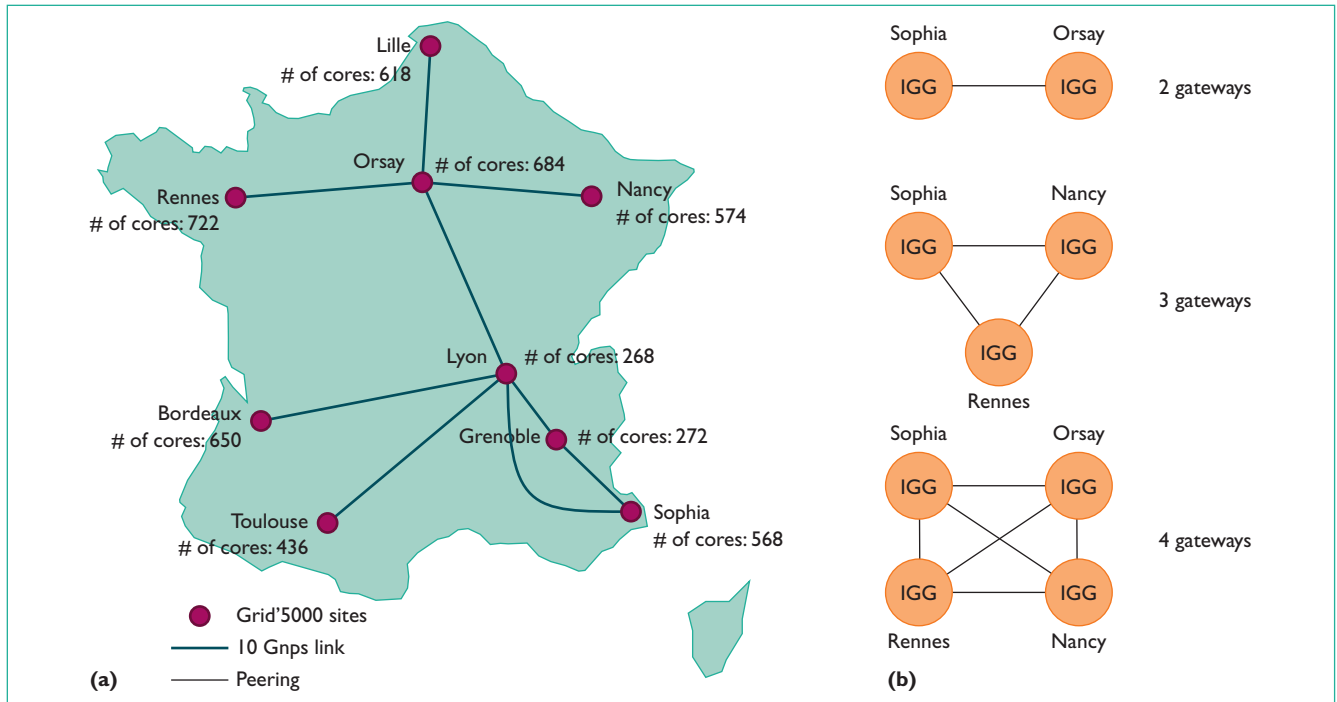 Lille
# of cores: 618
Orsay
# of cores: 684
Rennes
# of cores: 722
Nancy
# of cores: 574
Lyon
# of cores: 268
Bordeaux
# of cores: 650
Grenoble
# of cores: 272
Toulouse
# of cores: 436
Sophia
# of cores: 568
Grid'5000 sites
10 Gnps link
Peering
(a)
Sophia
Orsay
IGG
IGG
2 gateways
Sophia
Nancy
IGG
IGG
3 gateways
IGG
Rennes
Sophia
Orsay
IGG
IGG
4 gateways
IGG
IGG
Rennes
Nancy
(b)